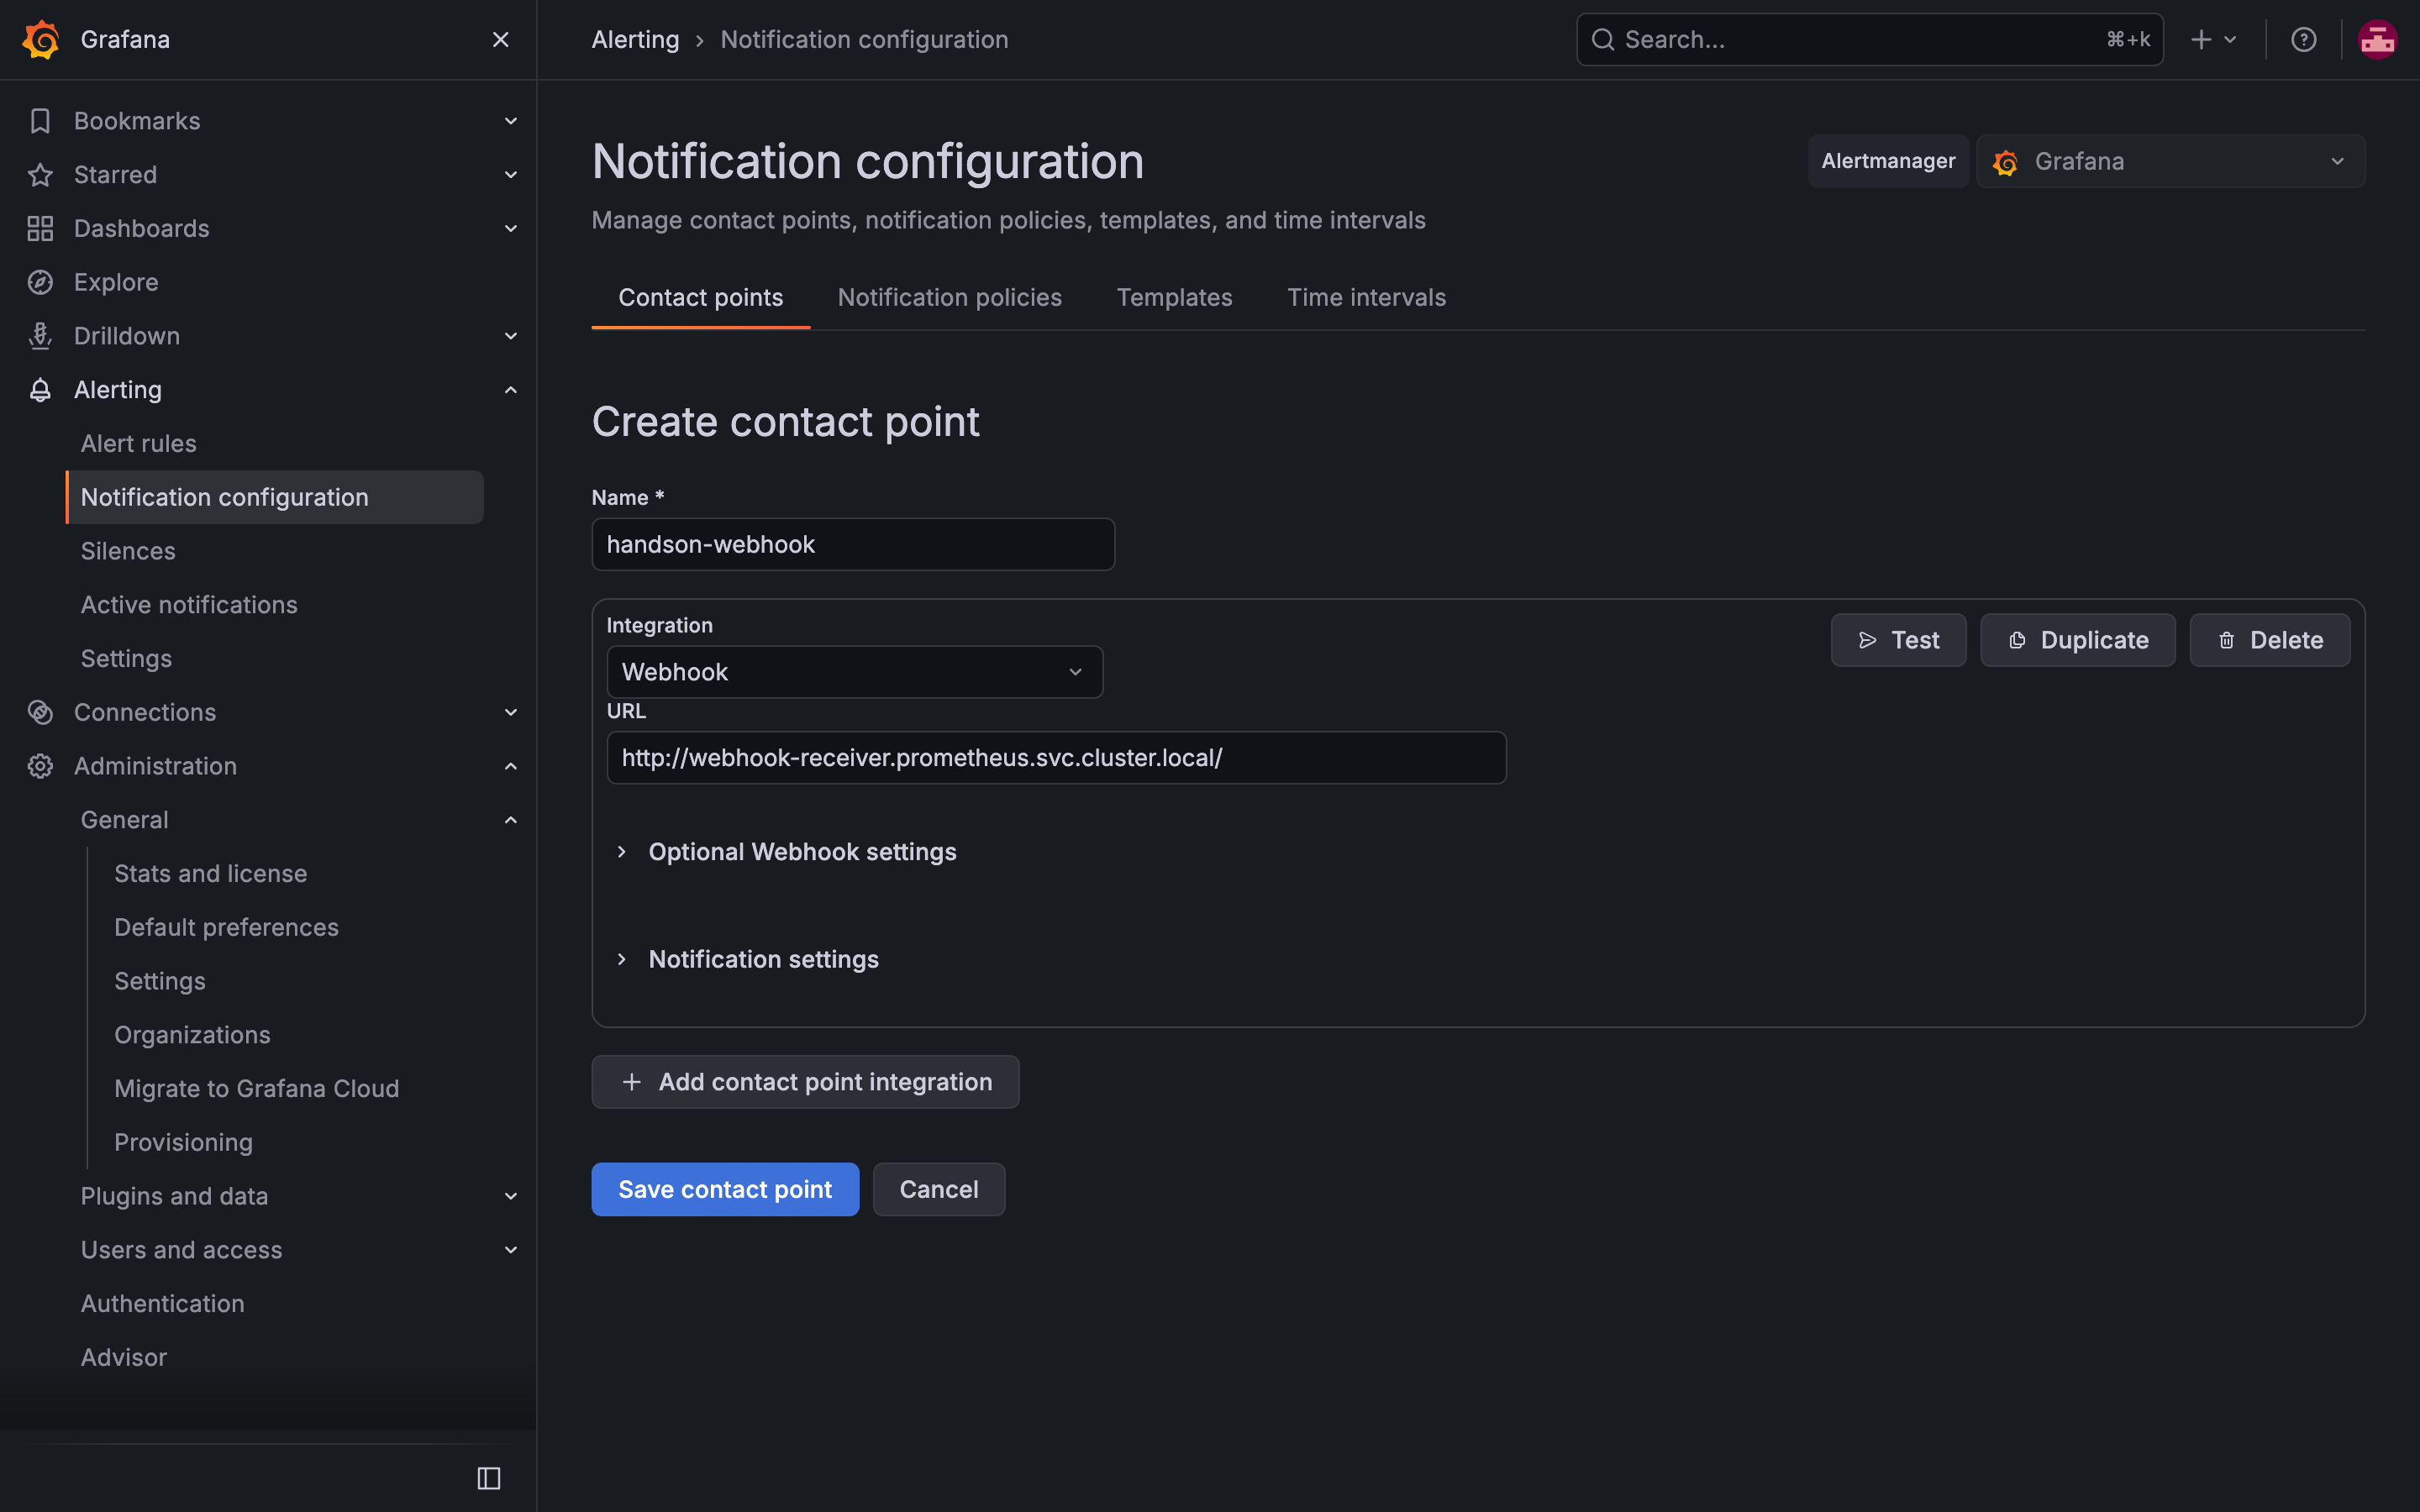 Grafana
Alerting › Notification configuration
Search...
⌘+k
Bookmarks
Starred
Dashboards
Explore
Drilldown
Alerting
Alert rules
Notification configuration
Silences
Active notifications
Settings
Connections
Administration
General
Stats and license
Default preferences
Settings
Organizations
Migrate to Grafana Cloud
Provisioning
Plugins and data
Users and access
Authentication
Advisor
Notification configuration
Alertmanager
Grafana
Manage contact points, notification policies, templates, and time intervals
Contact points
Notification policies
Templates
Time intervals
Create contact point
Name *
handson-webhook
Integration
Webhook
Test
Duplicate
Delete
URL
http://webhook-receiver.prometheus.svc.cluster.local/
Optional Webhook settings
Notification settings
Add contact point integration
Save contact point
Cancel